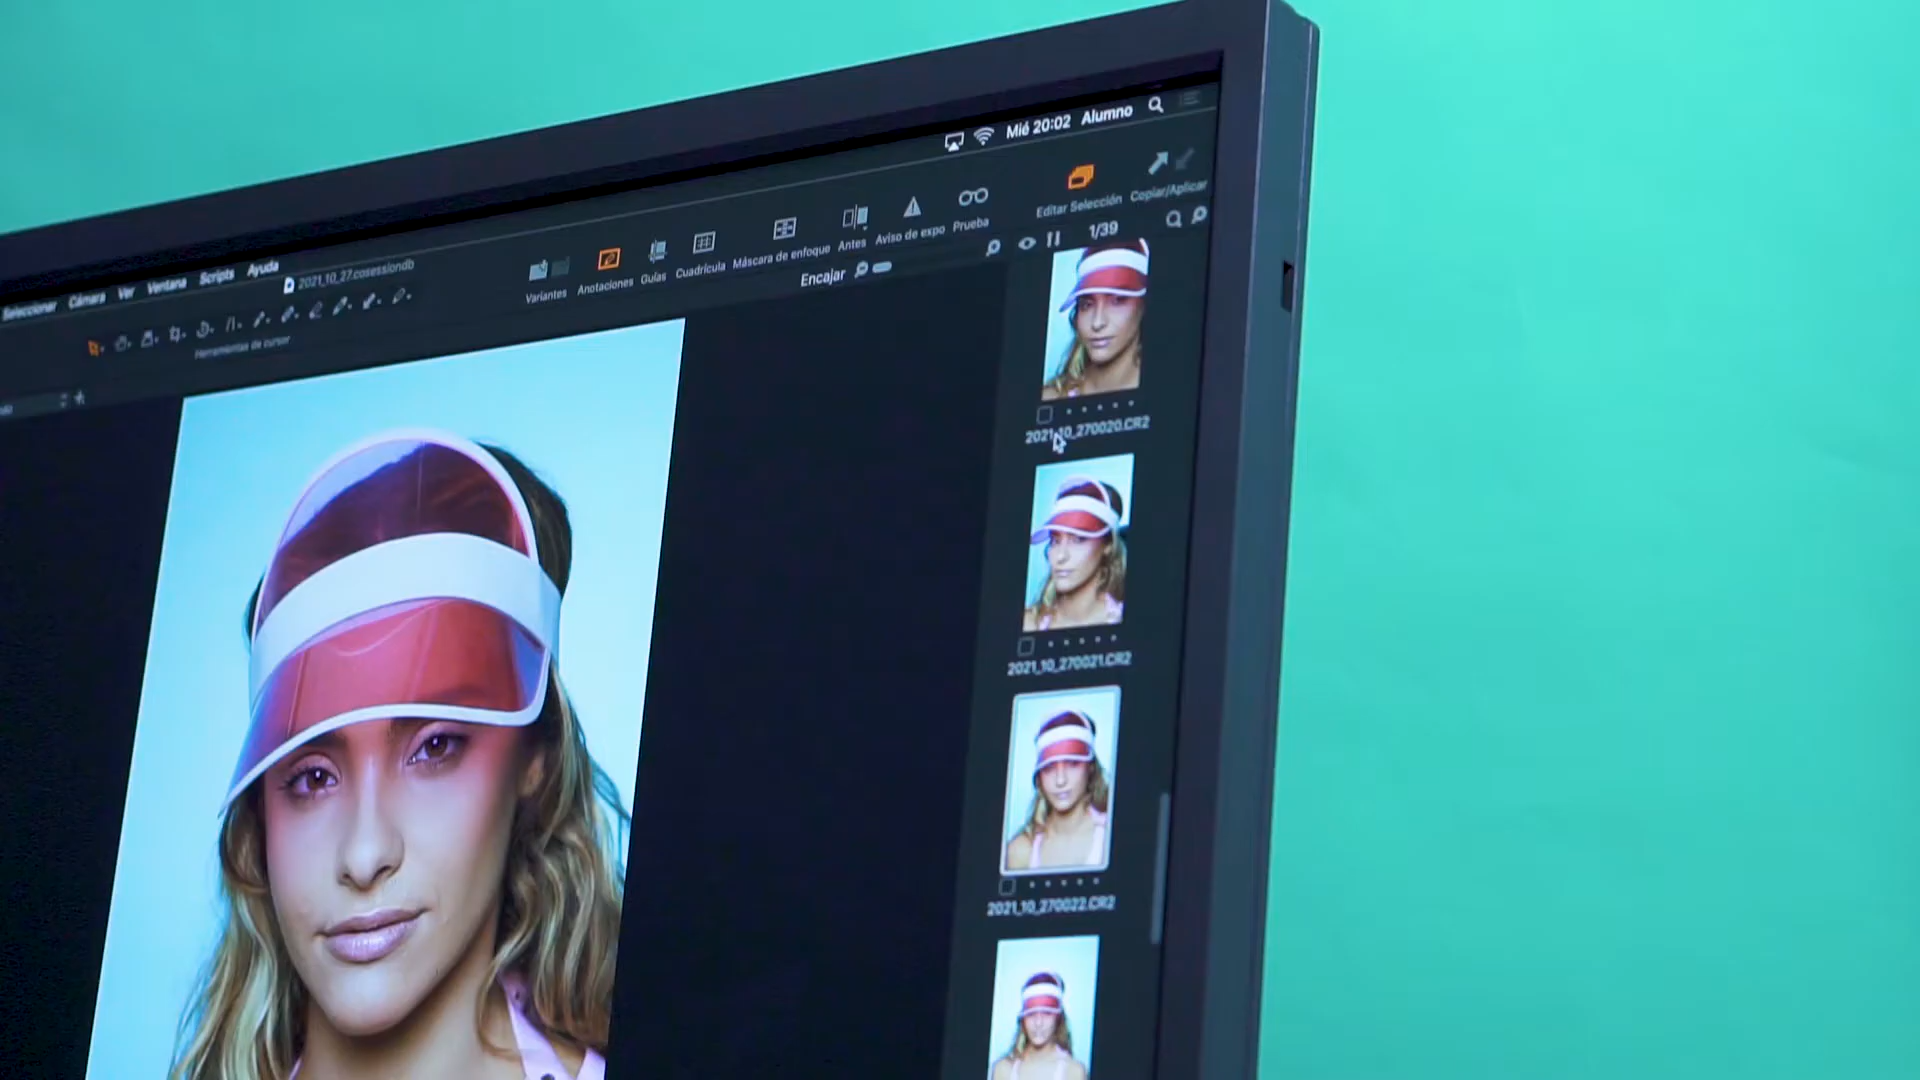 Mié 20:02 Alumno
Seleccionar Cámara Ver Ventana Scripts Ayuda
2021_10_27.cosessiondb
Variantes Anotaciones Guías Cuadrícula Máscara de enfoque Antes Aviso de expo Prueba
Editar Selección Copiar/Aplicar
Herramientas de cursor
Encajar
1/39
2021_10_270020.CR2
2021_10_270021.CR2
2021_10_270022.CR2